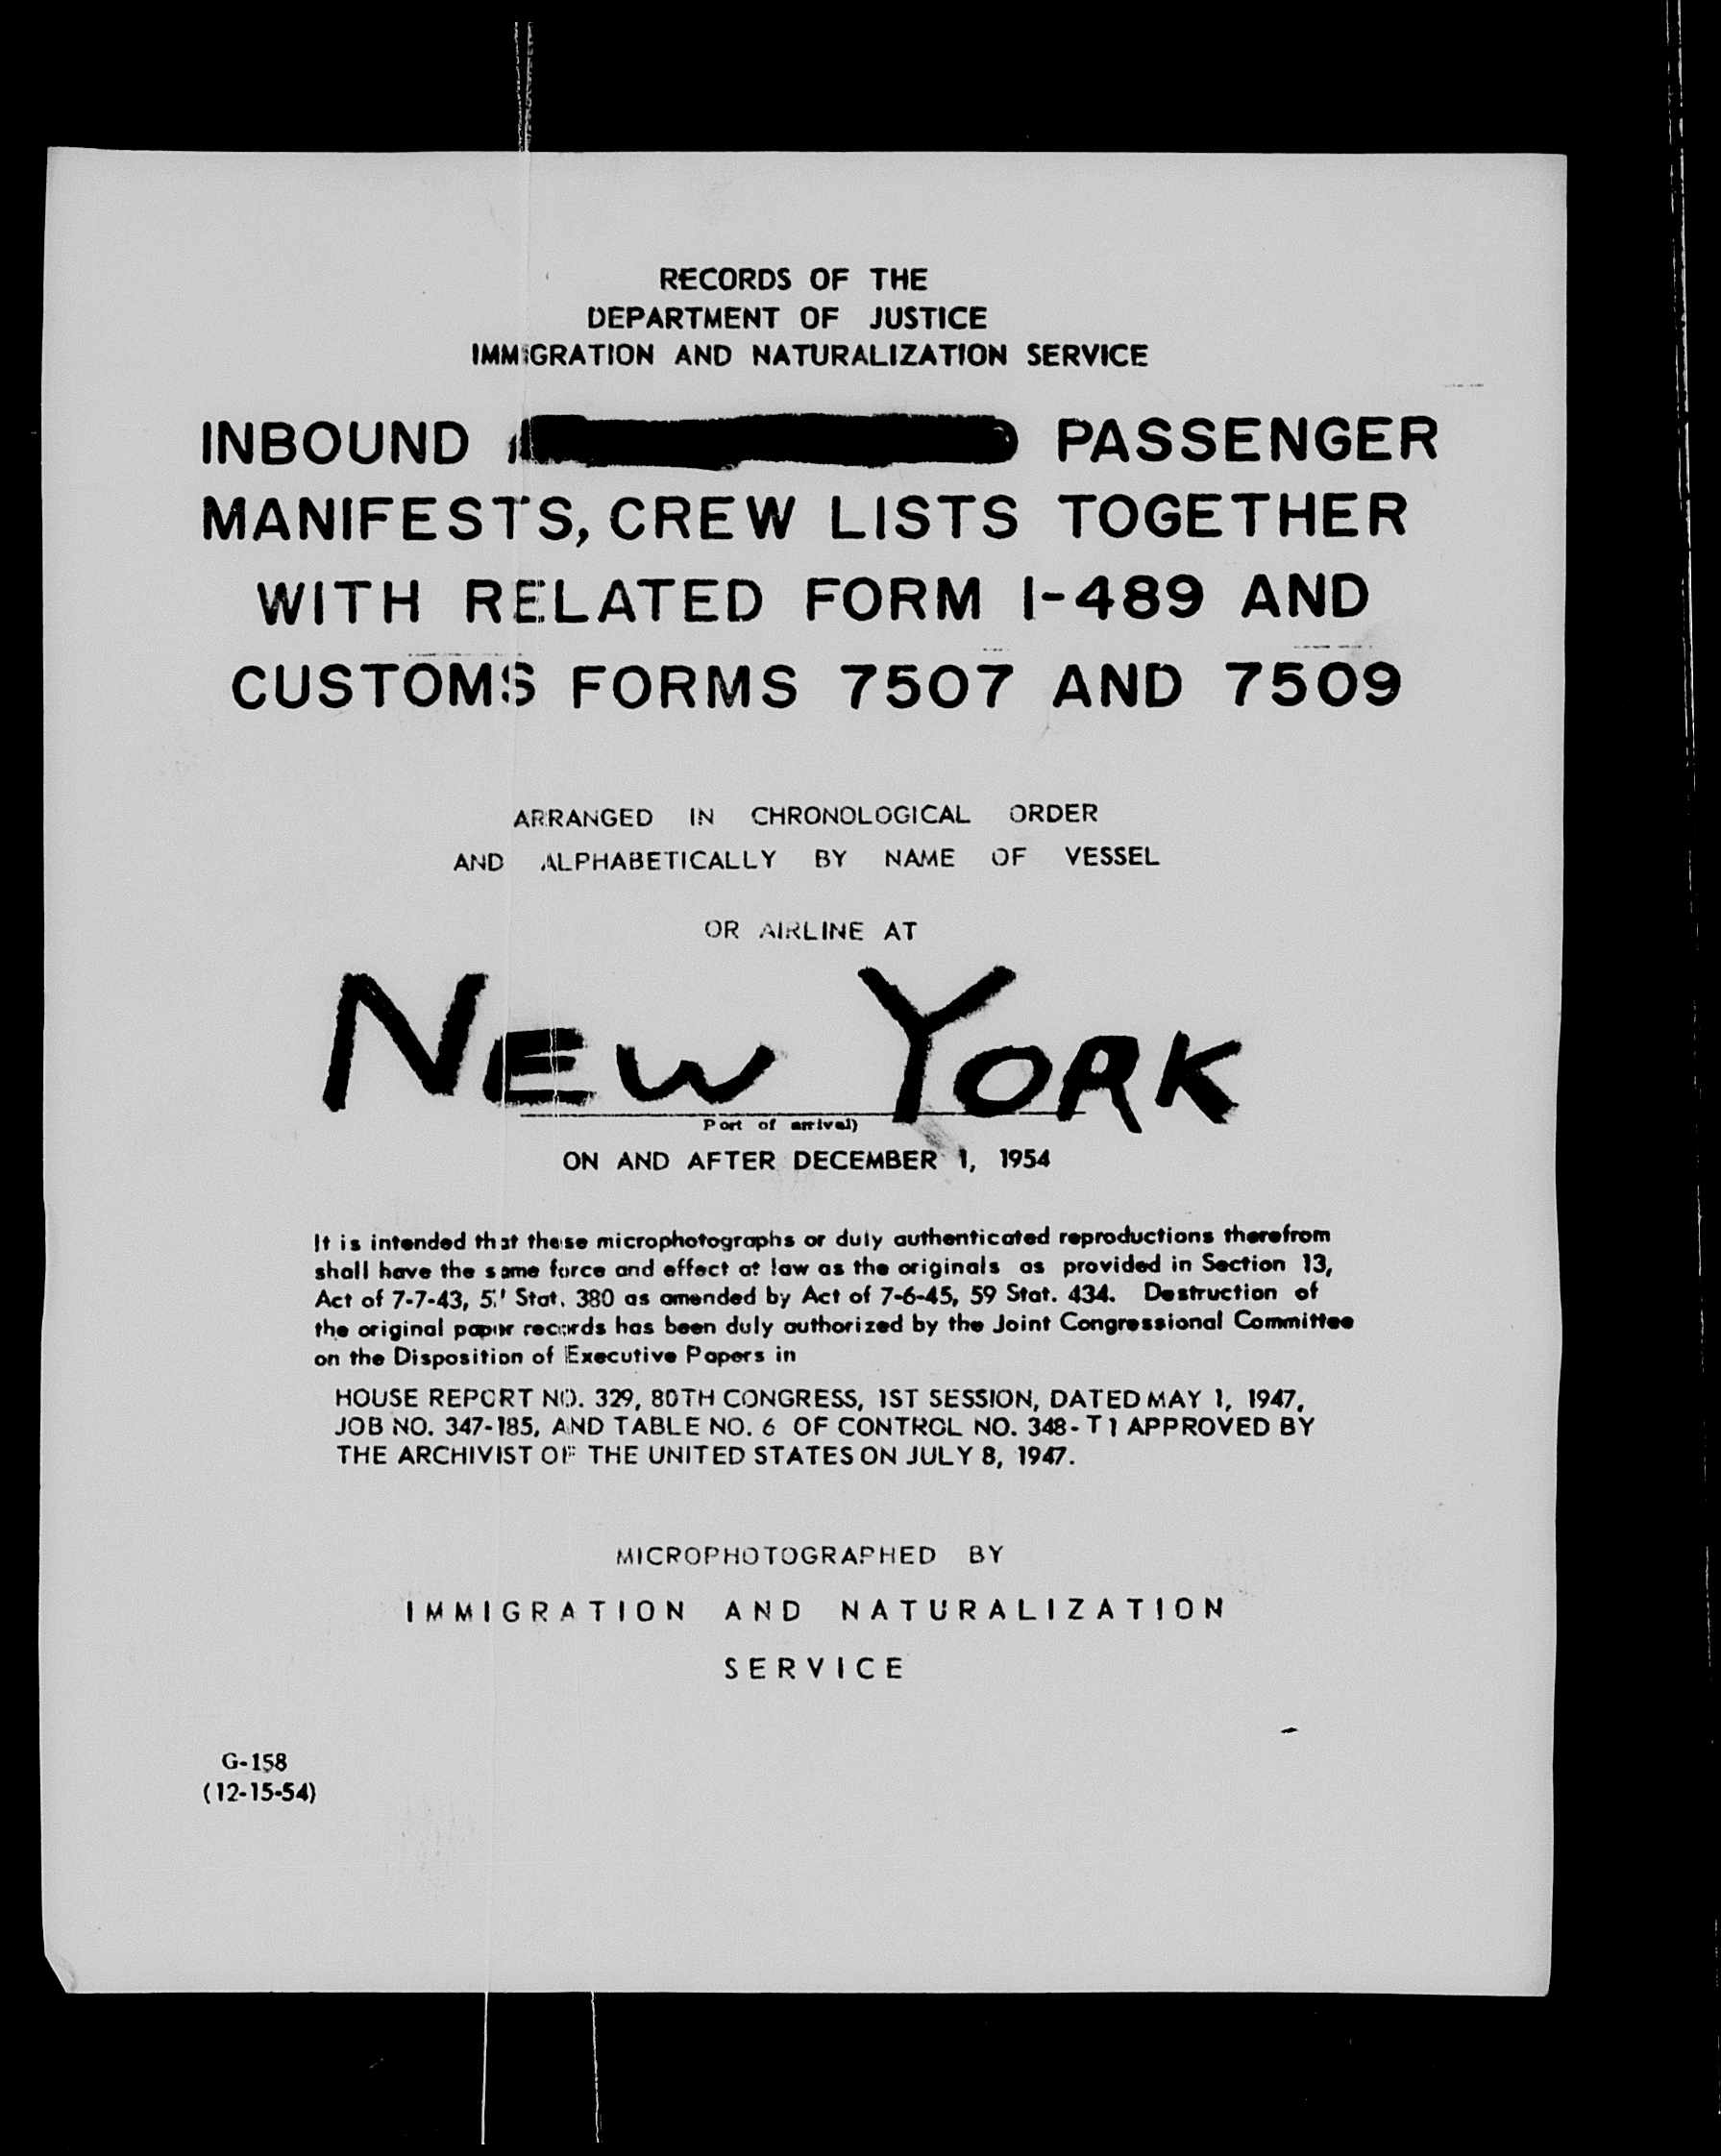 RECORDS OF THE
DEPARTMENT OF JUSTICE
IMMIGRATION AND NATURALIZATION SERVICE
INBOUND PASSENGER
MANIFESTS, CREW LISTS TOGETHER
WITH RELATED FORM I-489 AND
CUSTOMS FORMS 7507 AND 7509
ARRANGED IN CHRONOLOGICAL ORDER
AND ALPHABETICALLY BY NAME OF VESSEL
OR AIRLINE AT
NEW YORK
Port of arrival)
ON AND AFTER DECEMBER 1, 1954
It is intended that these microphotographs or duly authenticated reproductions therefrom
shall have the same force and effect at law as the originals as provided in Section 13,
Act of 7-7-43, Stat. 380 as amended by Act of 7-6-45, 59 Stat. 434. Destruction of
the original paper records has been duly authorized by the Joint Congressional Committee
on the Disposition of Executive Papers in
HOUSE REPORT NO. 329, 80TH CONGRESS, 1ST SESSION, DATED MAY 1, 1947,
JOB NO. 347-185, AND TABLE NO. 6 OF CONTROL NO. 348-T1 APPROVED BY
THE ARCHIVIST OF THE UNITED STATES ON JULY 8, 1947.
MICROPHOTOGRAPHED BY
IMMIGRATION AND NATURALIZATION
SERVICE
G-158
(12-15-54)